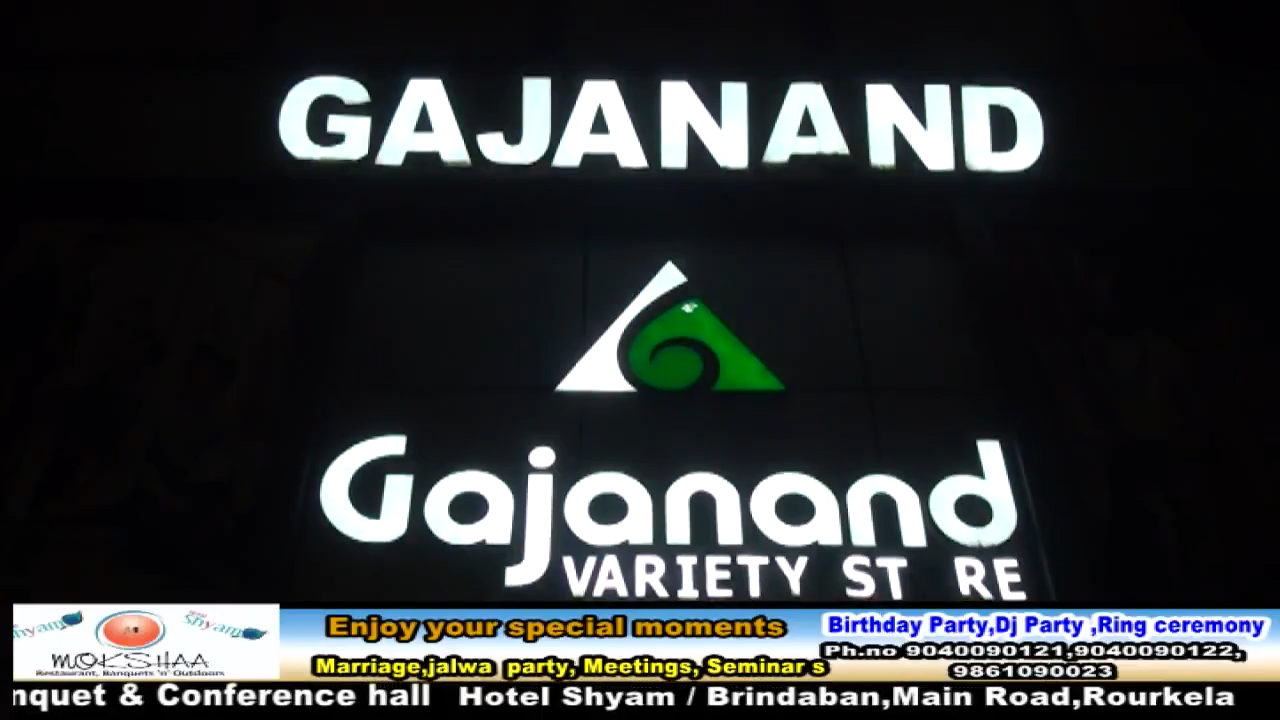 GAJANAND
Gajanand
VARIETY ST RE
shyam
shyam
MOKSHAA
Restaurant, Banquets 'n' Outdoors
Enjoy your special moments
Marriage,jalwa party, Meetings, Seminar s
Birthday Party,Dj Party ,Ring ceremony
Ph.no 9040090121,9040090122,
9861090023
nquet & Conference hall Hotel Shyam / Brindaban,Main Road,Rourkela